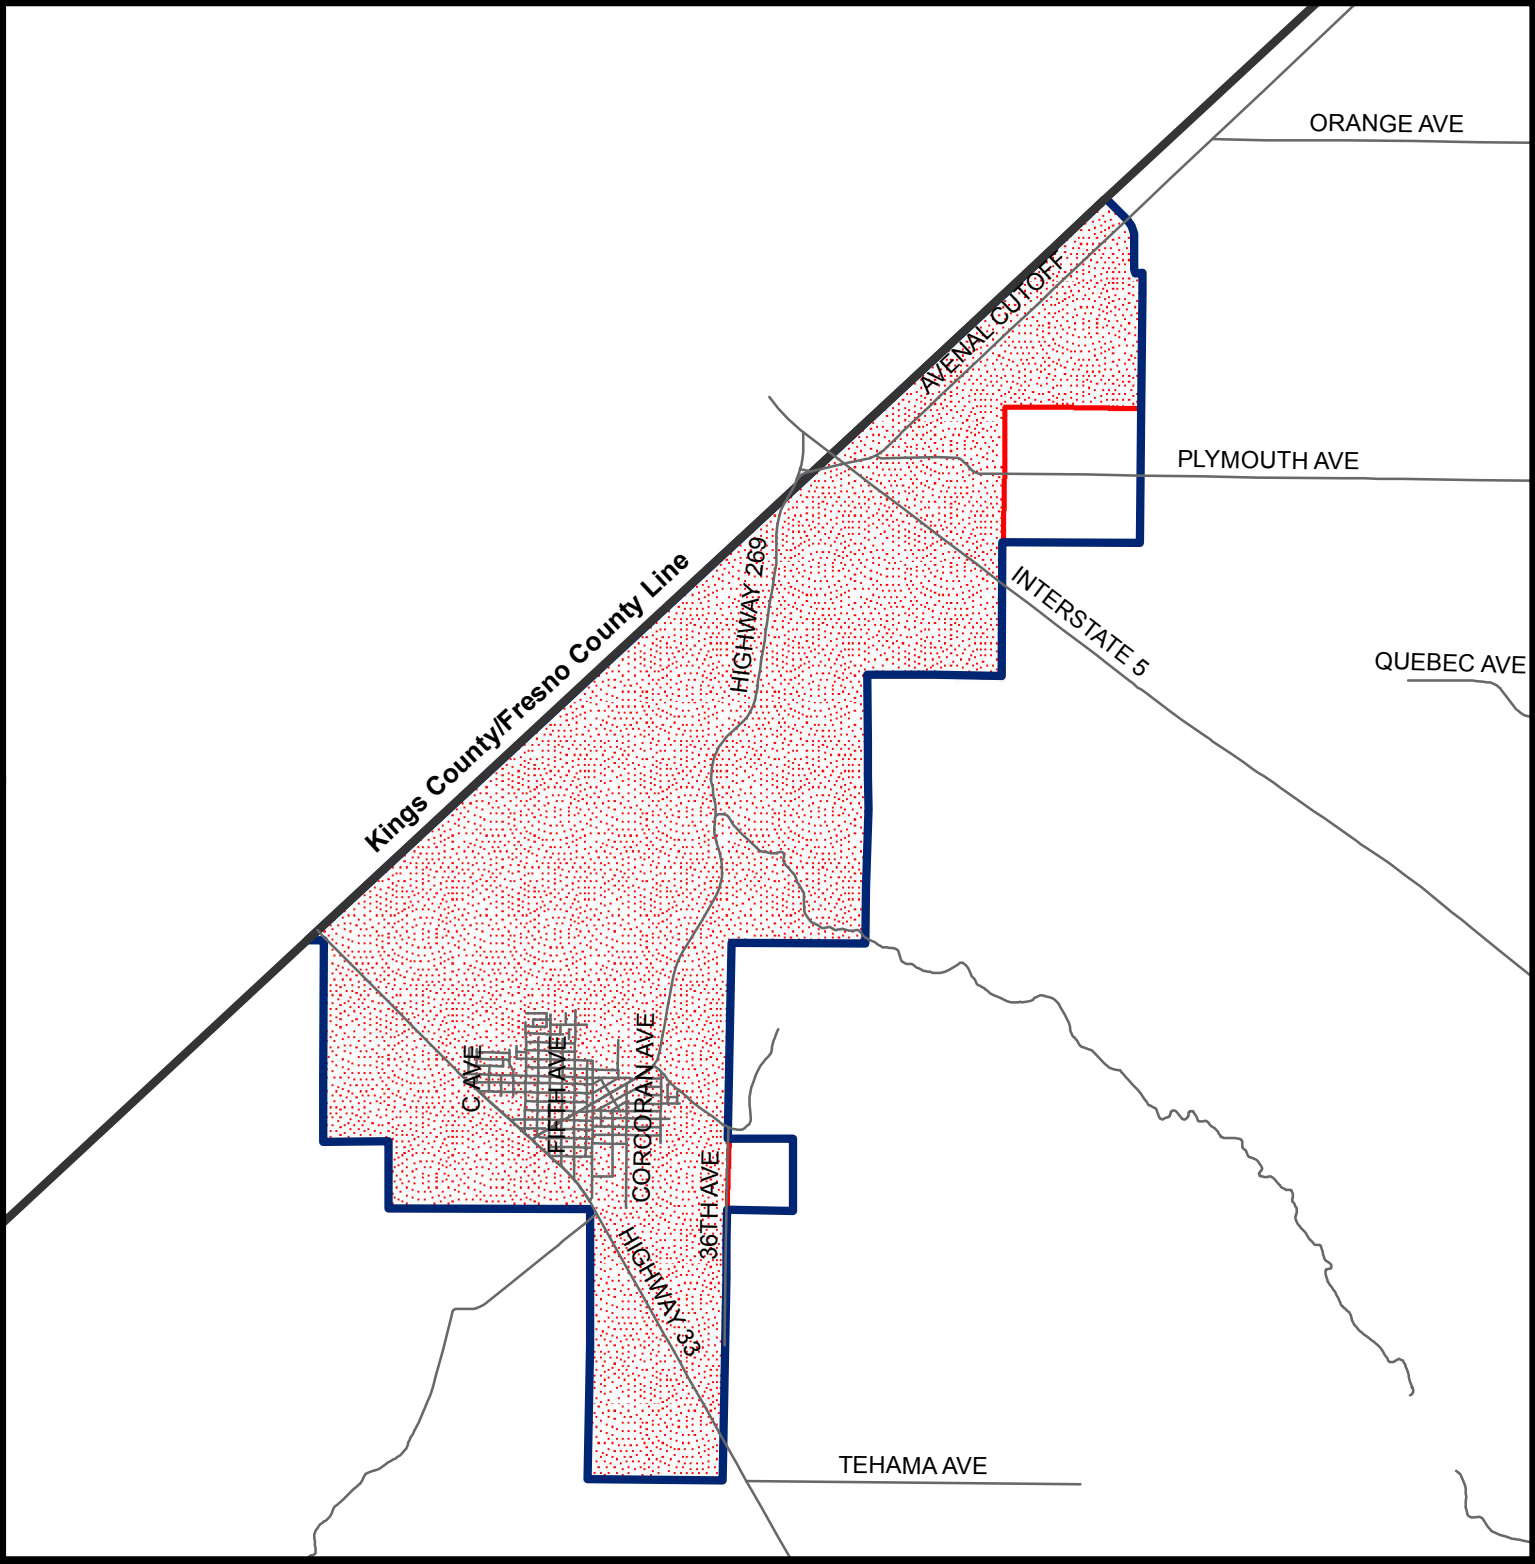 ORANGE AVE
AVENAL CUTOFF
PLYMOUTH AVE
HIGHWAY 269
INTERSTATE 5
Kings County/Fresno County Line
QUEBEC AVE
C AVE
FIFTH AVE
CORCORAN AVE
36TH AVE
HIGHWAY 33
TEHAMA AVE